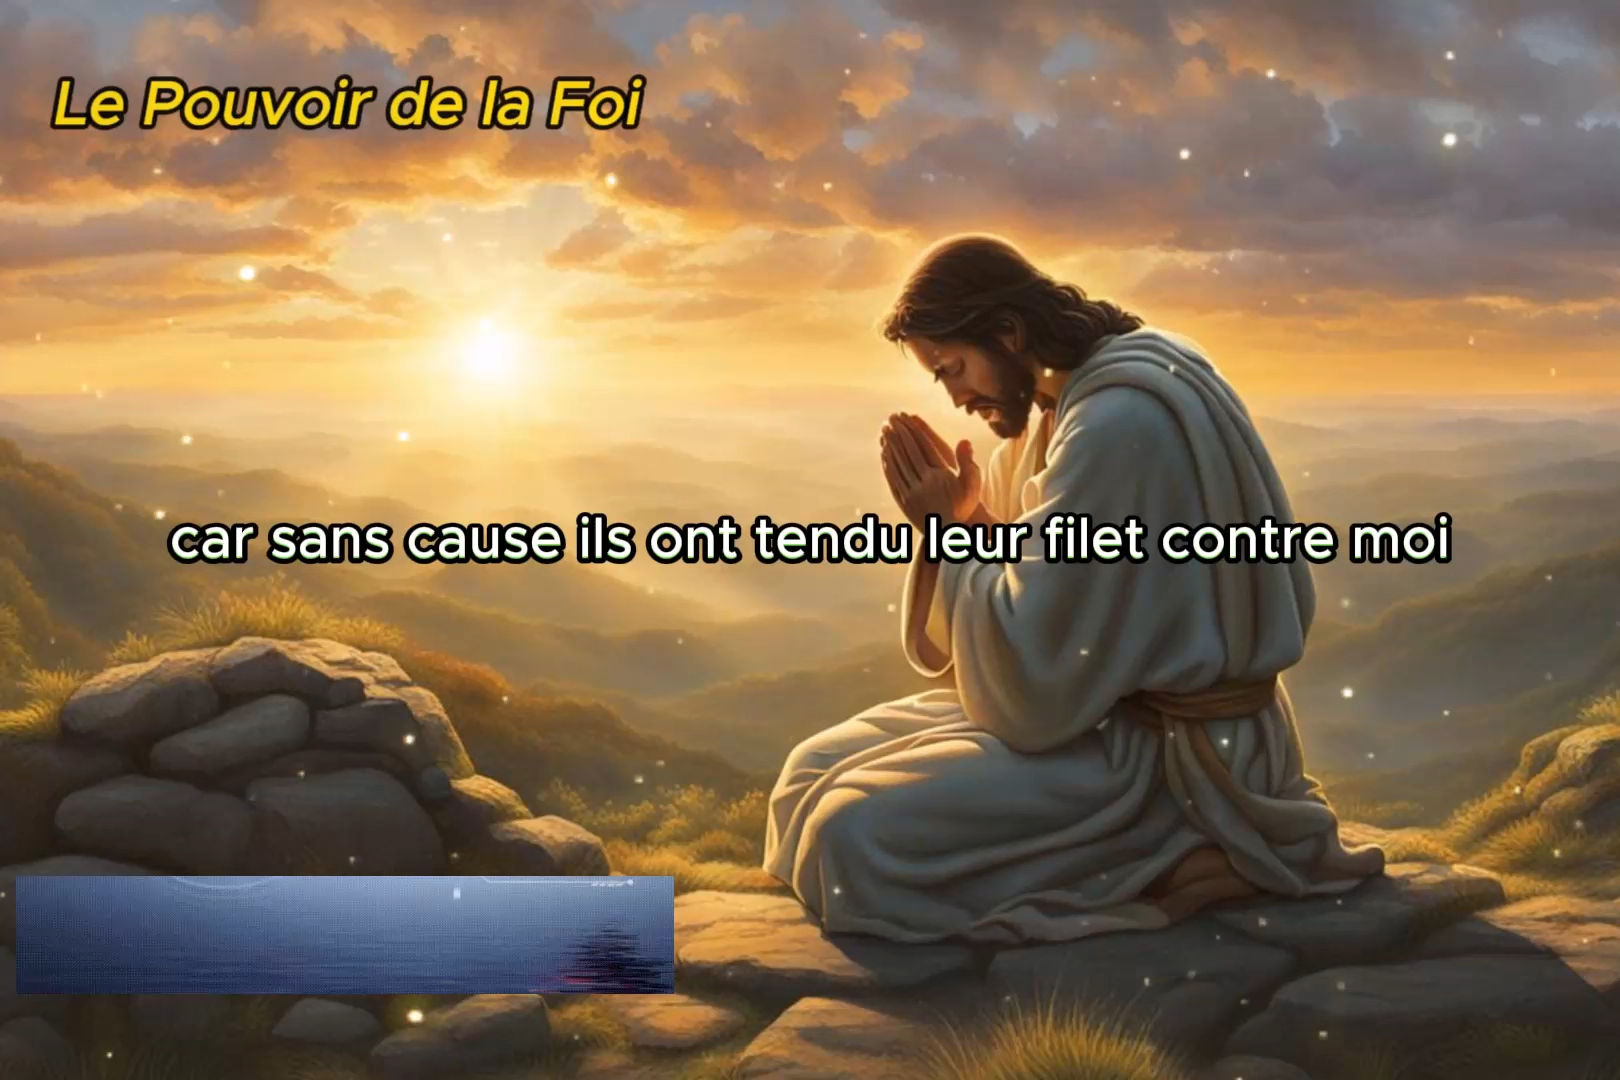 Le Pouvoir de la Foi
car sans cause ils ont tendu leur filet contre moi